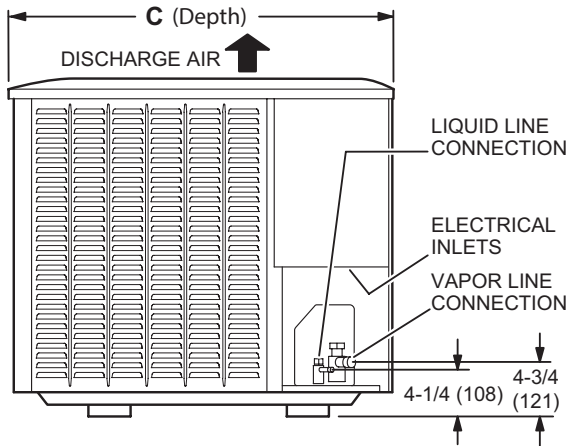 C (Depth)
DISCHARGE AIR
LIQUID LINE
CONNECTION
ELECTRICAL
INLETS
VAPOR LINE
CONNECTION
4-1/4 (108)
4-3/4
(121)